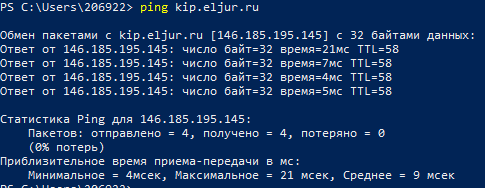 PS C:\Users\206922> ping kip.eljur.ru
Обмен пакетами с kip.eljur.ru [146.185.195.145] с 32 байтами данных:
Ответ от 146.185.195.145: число байт=32 время=21мс TTL=58
Ответ от 146.185.195.145: число байт=32 время=7мс TTL=58
Ответ от 146.185.195.145: число байт=32 время=4мс TTL=58
Ответ от 146.185.195.145: число байт=32 время=5мс TTL=58
Статистика Ping для 146.185.195.145:
Пакетов: отправлено = 4, получено = 4, потеряно = 0
(0% потерь)
Приблизительное время приема-передачи в мс:
Минимальное = 4мсек, Максимальное = 21 мсек, Среднее = 9 мсек
PS C:\Users\206922>